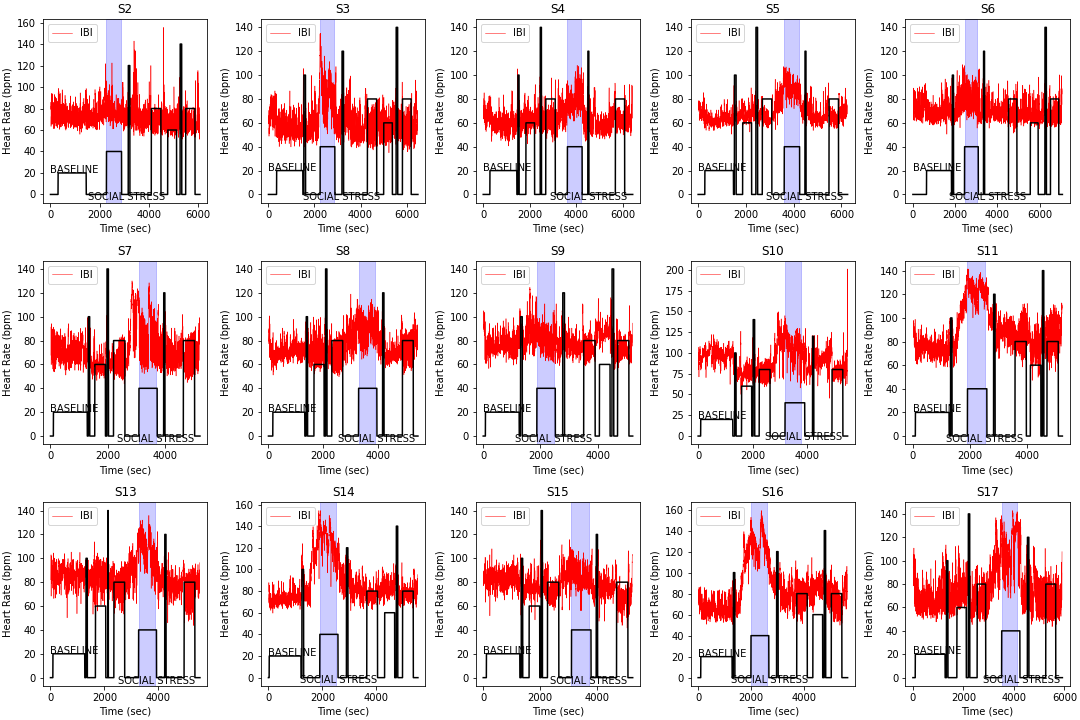 S2 S3 S4 S5 S6
IBI IBI IBI IBI IBI
Heart Rate (bpm) Heart Rate (bpm) Heart Rate (bpm) Heart Rate (bpm) Heart Rate (bpm)
160 140 120 100 80 60 40 20 0
140 120 100 80 60 40 20 0
140 120 100 80 60 40 20 0
140 120 100 80 60 40 20 0
140 120 100 80 60 40 20 0
BASELINE BASELINE BASELINE BASELINE BASELINE
SOCIAL STRESS SOCIAL STRESS SOCIAL STRESS SOCIAL STRESS SOCIAL STRESS
0 2000 4000 6000 0 2000 4000 6000 0 2000 4000 6000 0 2000 4000 6000 0 2000 4000 6000
Time (sec) Time (sec) Time (sec) Time (sec) Time (sec)
S7 S8 S9 S10 S11
IBI IBI IBI IBI IBI
Heart Rate (bpm) Heart Rate (bpm) Heart Rate (bpm) Heart Rate (bpm) Heart Rate (bpm)
140 120 100 80 60 40 20 0
140 120 100 80 60 40 20 0
140 120 100 80 60 40 20 0
200 175 150 125 100 75 50 25 0
140 120 100 80 60 40 20 0
BASELINE BASELINE BASELINE BASELINE BASELINE
SOCIAL STRESS SOCIAL STRESS SOCIAL STRESS SOCIAL STRESS SOCIAL STRESS
0 2000 4000 0 2000 4000 0 2000 4000 0 2000 4000 0 2000 4000
Time (sec) Time (sec) Time (sec) Time (sec) Time (sec)
S13 S14 S15 S16 S17
IBI IBI IBI IBI IBI
Heart Rate (bpm) Heart Rate (bpm) Heart Rate (bpm) Heart Rate (bpm) Heart Rate (bpm)
140 120 100 80 60 40 20 0
160 140 120 100 80 60 40 20 0
140 120 100 80 60 40 20 0
160 140 120 100 80 60 40 20 0
140 120 100 80 60 40 20 0
BASELINE BASELINE BASELINE BASELINE BASELINE
SOCIAL STRESS SOCIAL STRESS SOCIAL STRESS SOCIAL STRESS SOCIAL STRESS
0 2000 4000 0 2000 4000 0 2000 4000 0 2000 4000 0 2000 4000 6000
Time (sec) Time (sec) Time (sec) Time (sec) Time (sec)